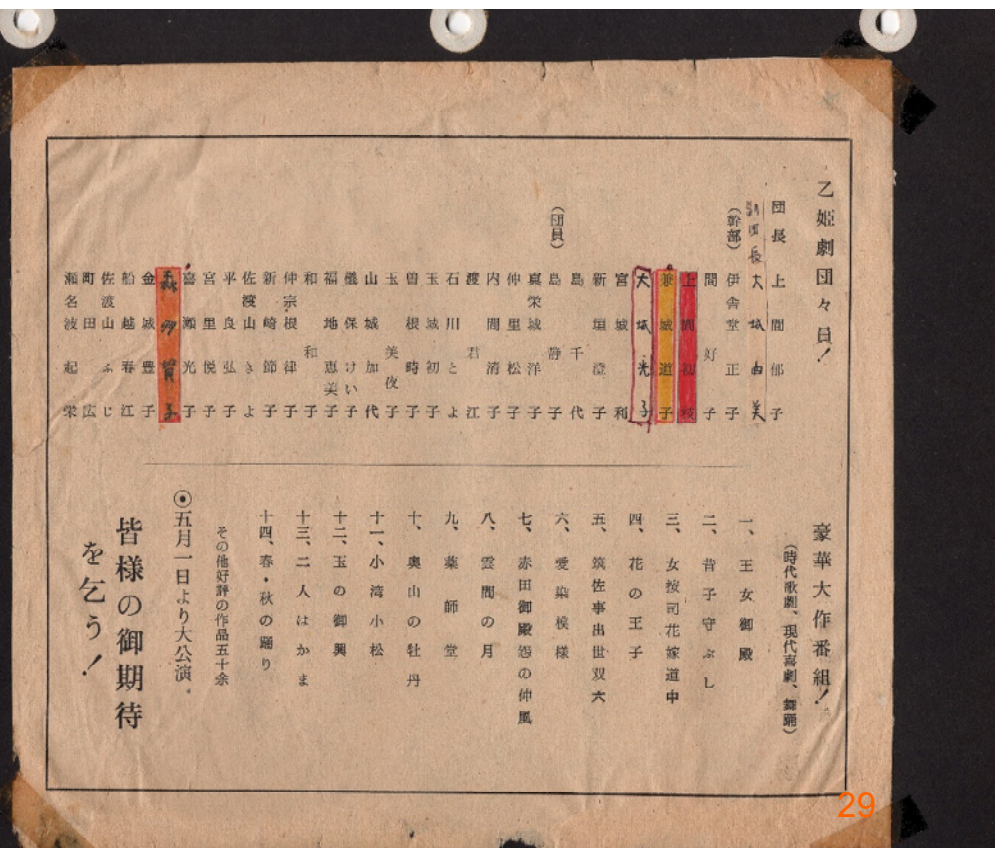 乙姫劇団々員!
団長 上間郁子
副団長 大城由美
(幹部) 伊舎堂正子
間好子
上間初枝
兼城道子
大城光子
宮城和
新垣澄子
島千代
(団員) 島静子
真栄城洋子
仲里松子
内間清子
渡君江
石川とよ
玉城初子
曽根時子
玉美夜子
山城加代
儀保けい子
福地恵美子
和和子
仲宗根律子
新崎節子
佐渡山きよ
平良弘子
宮里悦子
喜瀬光子
森 賀子
金城豊子
船越春江
佐渡山ふじ
町田広
瀬名波起栄
豪華大作番組!
(時代歌劇、現代喜劇、舞踊)
一、王女御殿
二、昔子守ぶし
三、女按司花嫁道中
四、花の王子
五、筑佐事出世双六
六、愛染模様
七、赤田御殿怨の仲風
八、雲間の月
九、薬師堂
十、奥山の牡丹
十一、小湾小松
十二、玉の御輿
十三、二人はかま
十四、春・秋の踊り
その他好評の作品五十余
◉五月一日より大公演。
皆様の御期待
を乞う!
29